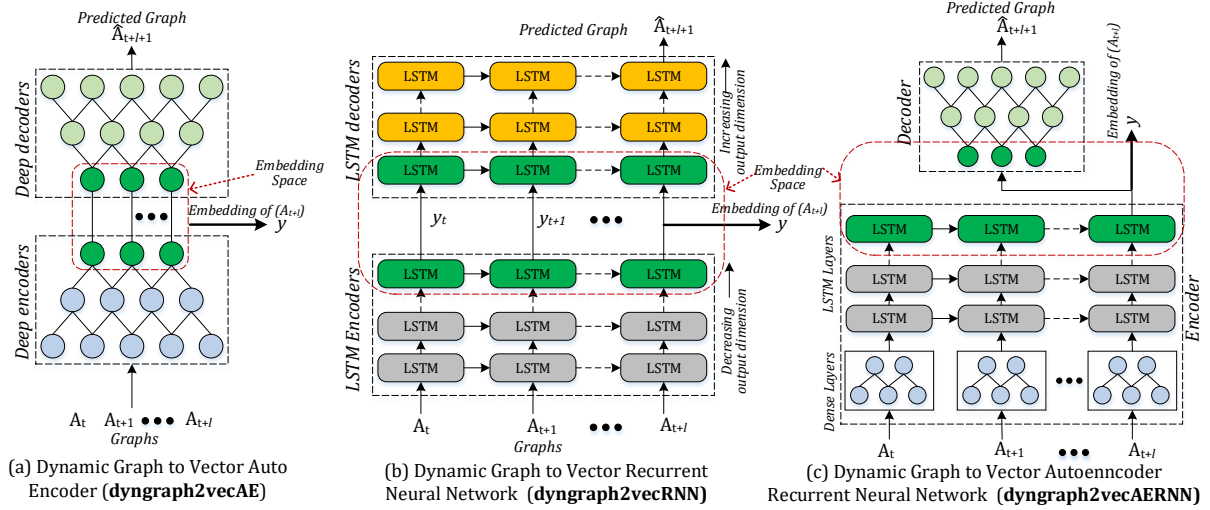 Predicted Graph
Ât+l+1
Deep decoders
Embedding
Space
Embedding of (At+l)
y
Deep encoders
At At+1 ●●● At+l
Graphs
(a) Dynamic Graph to Vector Auto
Encoder (dyngraph2vecAE)
Predicted Graph
Ât+l+1
LSTM decoders
LSTM LSTM LSTM
LSTM LSTM LSTM
LSTM LSTM LSTM
Increasing
output dimension
Embedding
Space
yt yt+1 ●●●
Embedding of (At+l)
y
LSTM Encoders
LSTM LSTM LSTM
LSTM LSTM LSTM
LSTM LSTM LSTM
Decreasing
output dimension
At At+1 ●●● At+l
Graphs
(b) Dynamic Graph to Vector Recurrent
Neural Network (dyngraph2vecRNN)
Predicted Graph
Ât+l+1
Decoder
Embedding of (At+l)
y
LSTM Layers
LSTM LSTM LSTM
LSTM LSTM LSTM
LSTM LSTM LSTM
Encoder
Dense Layers
At At+1 ●●● At+l
(c) Dynamic Graph to Vector Autoenncoder
Recurrent Neural Network (dyngraph2vecAERNN)